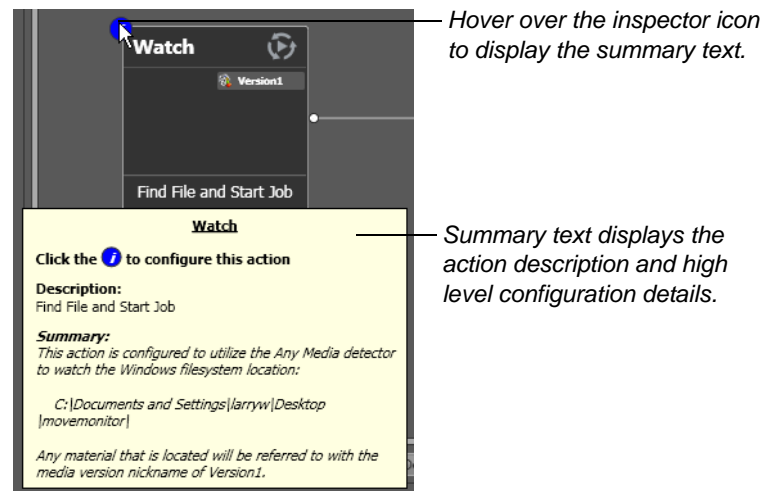 Hover over the inspector icon
to display the summary text.
Watch
Version1
Find File and Start Job
Watch
Click the i to configure this action
Description:
Find File and Start Job
Summary:
This action is configured to utilize the Any Media detector
to watch the Windows filesystem location:
C:\Documents and Settings\larryw\Desktop
\movemonitor\
Any material that is located will be referred to with the
media version nickname of Version1.
Summary text displays the
action description and high
level configuration details.